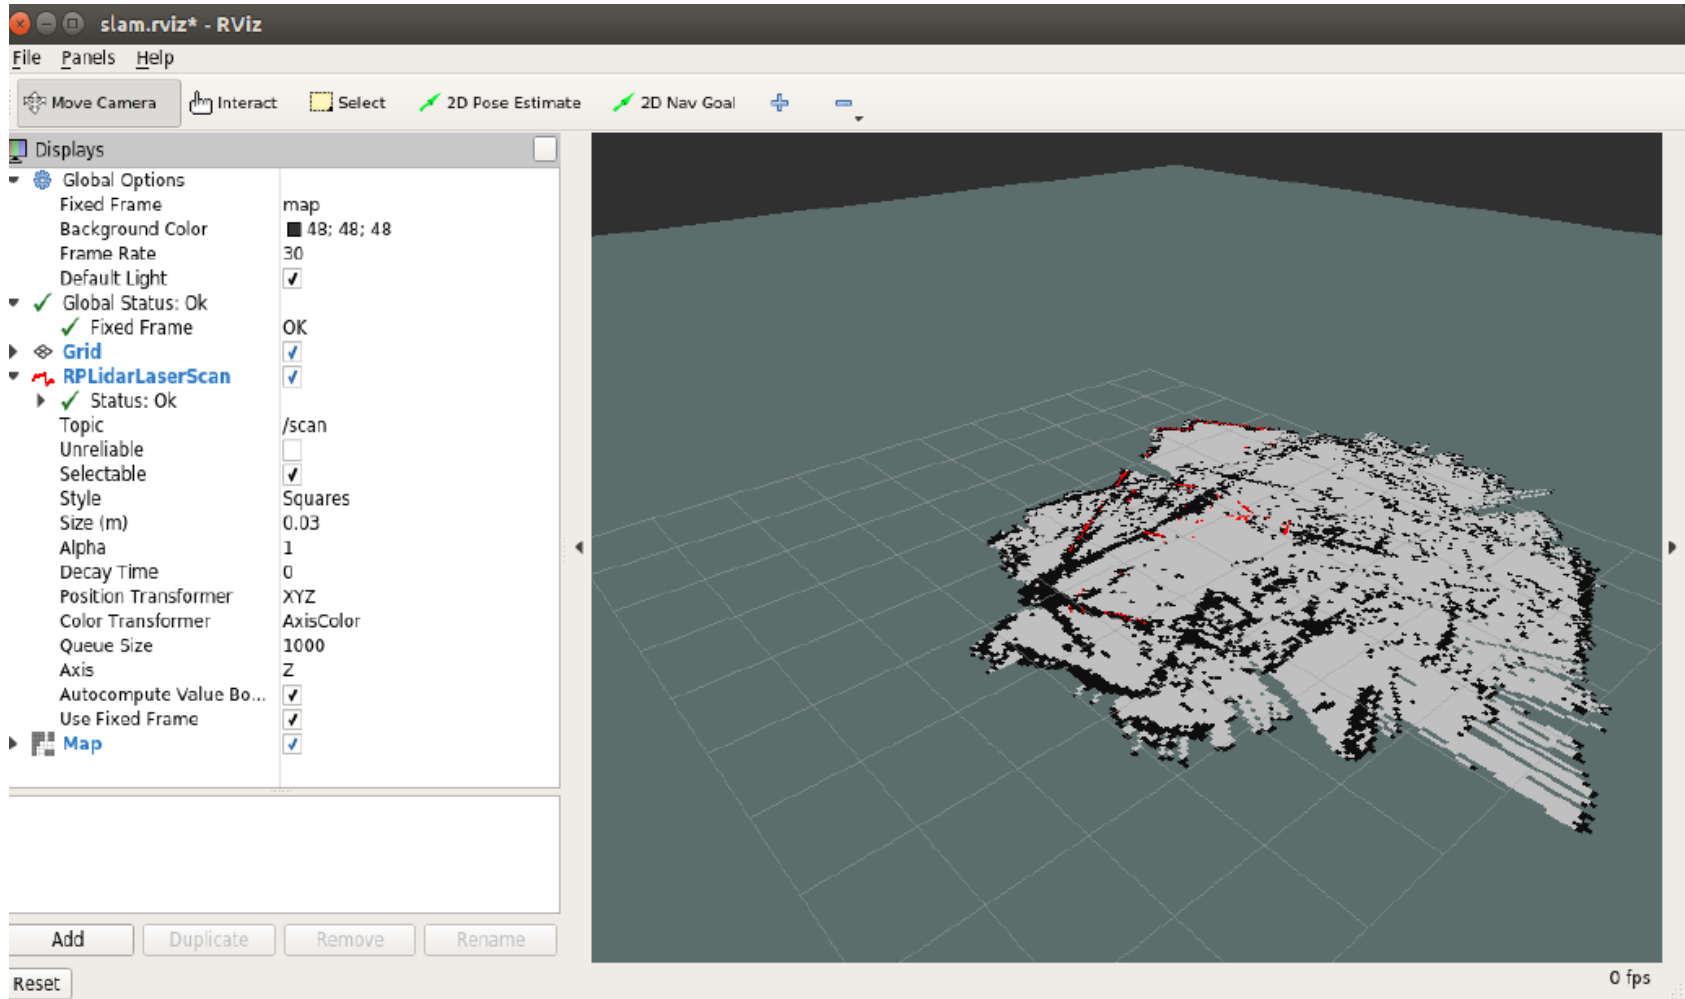 slam.rviz* - RViz
File Panels Help
Move Camera Interact Select 2D Pose Estimate 2D Nav Goal
Displays
Global Options
Fixed Frame map
Background Color 48; 48; 48
Frame Rate 30
Default Light
Global Status: Ok
Fixed Frame OK
Grid
RPLidarLaserScan
Status: Ok
Topic /scan
Unreliable
Selectable
Style Squares
Size (m) 0.03
Alpha 1
Decay Time 0
Position Transformer XYZ
Color Transformer AxisColor
Queue Size 1000
Axis Z
Autocompute Value Bo...
Use Fixed Frame
Map
Add Duplicate Remove Rename
Reset
0 fps